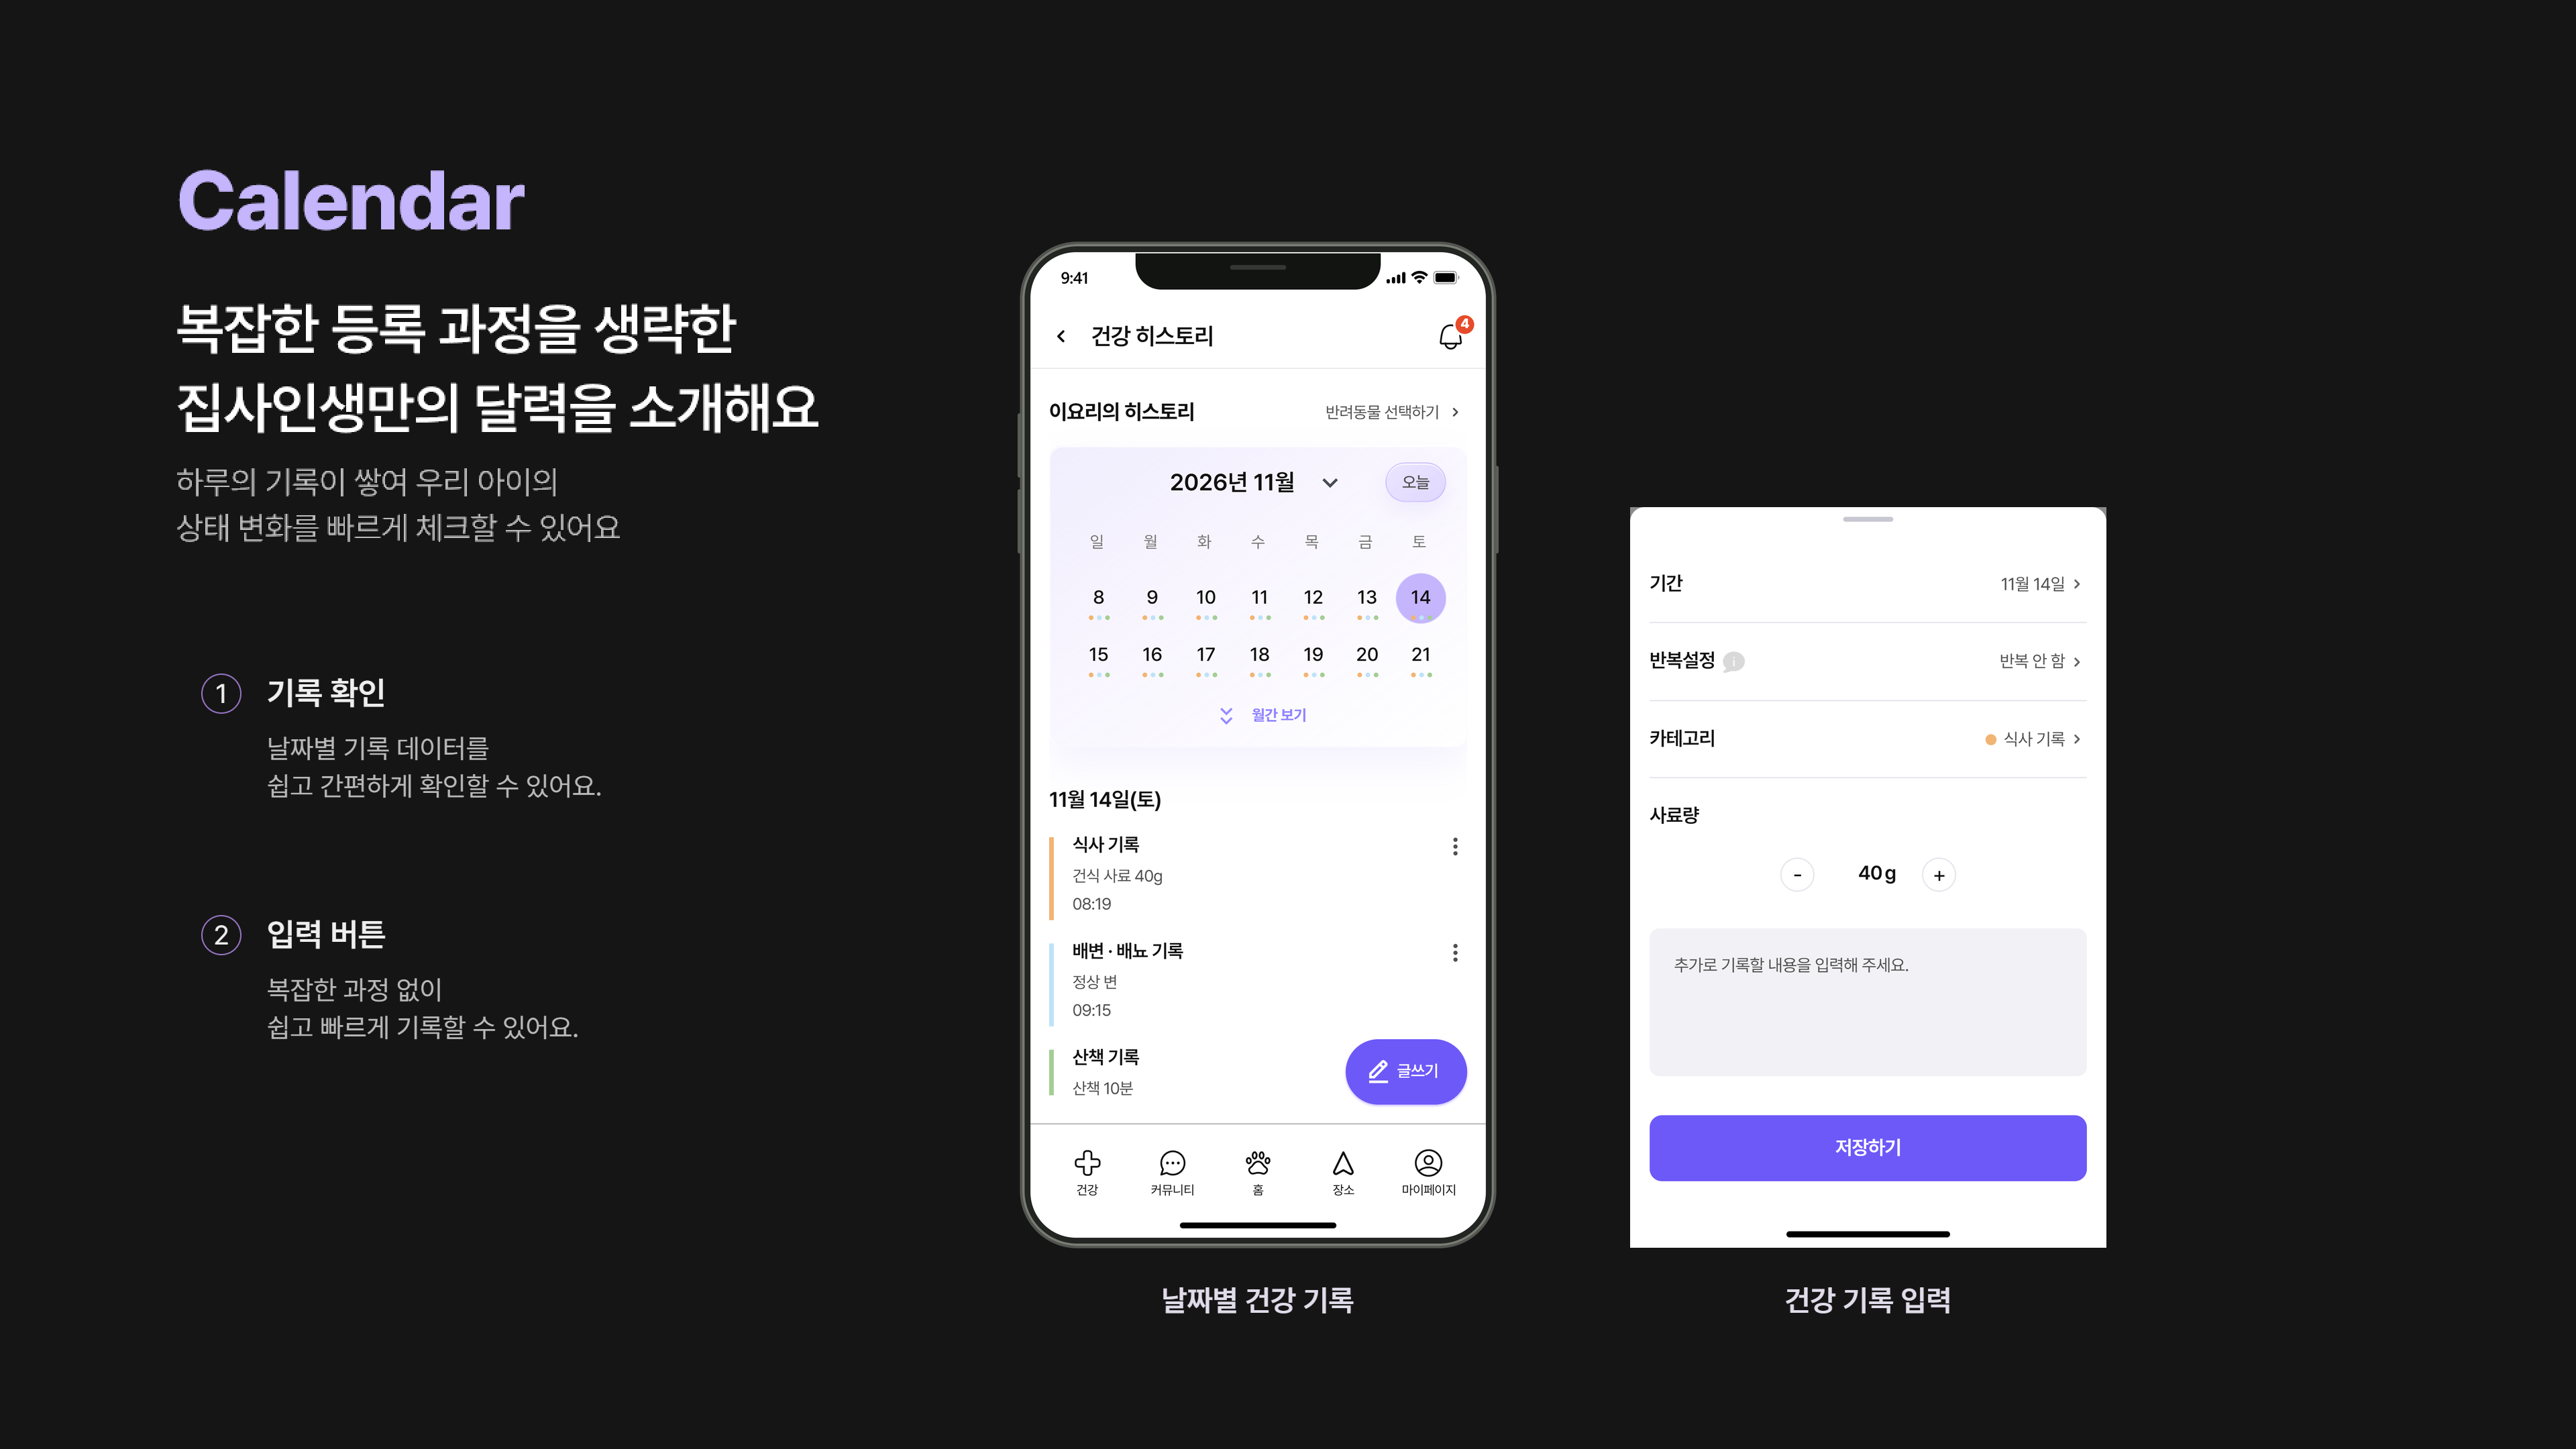 Calendar
복잡한 등록 과정을 생략한
집사인생만의 달력을 소개해요
하루의 기록이 쌓여 우리 아이의
상태 변화를 빠르게 체크할 수 있어요
1 기록 확인
날짜별 기록 데이터를
쉽고 간편하게 확인할 수 있어요.
2 입력 버튼
복잡한 과정 없이
쉽고 빠르게 기록할 수 있어요.
9:41
건강 히스토리
4
이요리의 히스토리
반려동물 선택하기
2026년 11월
오늘
일 월 화 수 목 금 토
8 9 10 11 12 13 14
15 16 17 18 19 20 21
월간 보기
11월 14일(토)
식사 기록
건식 사료 40g
08:19
배변 · 배뇨 기록
정상 변
09:15
산책 기록
산책 10분
글쓰기
건강 커뮤니티 홈 장소 마이페이지
날짜별 건강 기록
기간 11월 14일
반복설정 i 반복 안 함
카테고리 식사 기록
사료량
- 40g +
추가로 기록할 내용을 입력해 주세요.
저장하기
건강 기록 입력